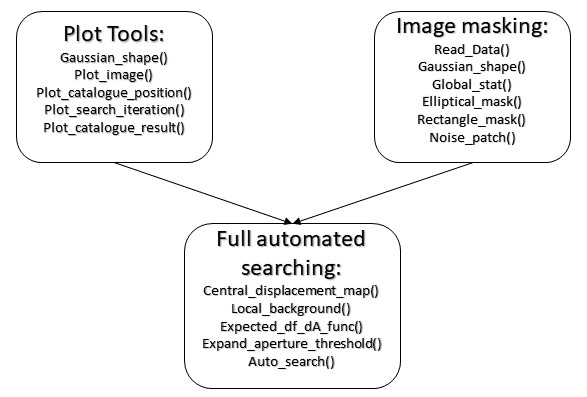 Plot Tools:
Gaussian_shape()
Plot_image()
Plot_catalogue_position()
Plot_search_iteration()
Plot_catalogue_result()
Image masking:
Read_Data()
Gaussian_shape()
Global_stat()
Elliptical_mask()
Rectangle_mask()
Noise_patch()
Full automated
searching:
Central_displacement_map()
Local_background()
Expected_df_dA_func()
Expand_aperture_threshold()
Auto_search()